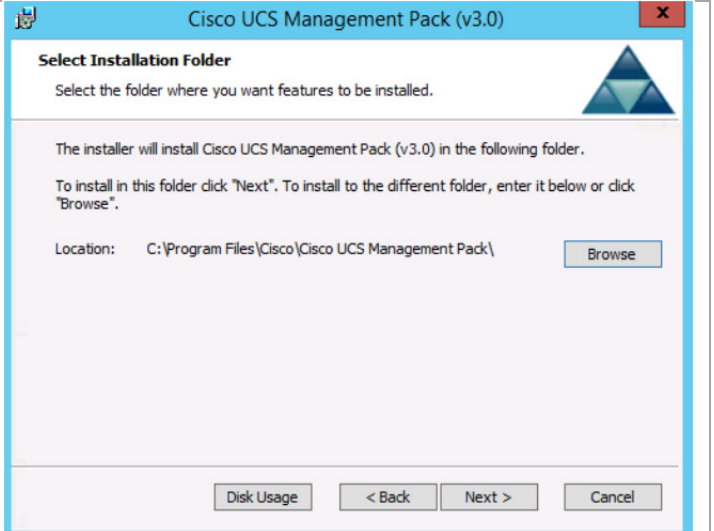 Cisco UCS Management Pack (v3.0)
x
Select Installation Folder
Select the folder where you want features to be installed.
The installer will install Cisco UCS Management Pack (v3.0) in the following folder.
To install in this folder click "Next". To install to the different folder, enter it below or click
"Browse".
Location: C:\Program Files\Cisco\Cisco UCS Management Pack\
Browse
Disk Usage
< Back
Next >
Cancel